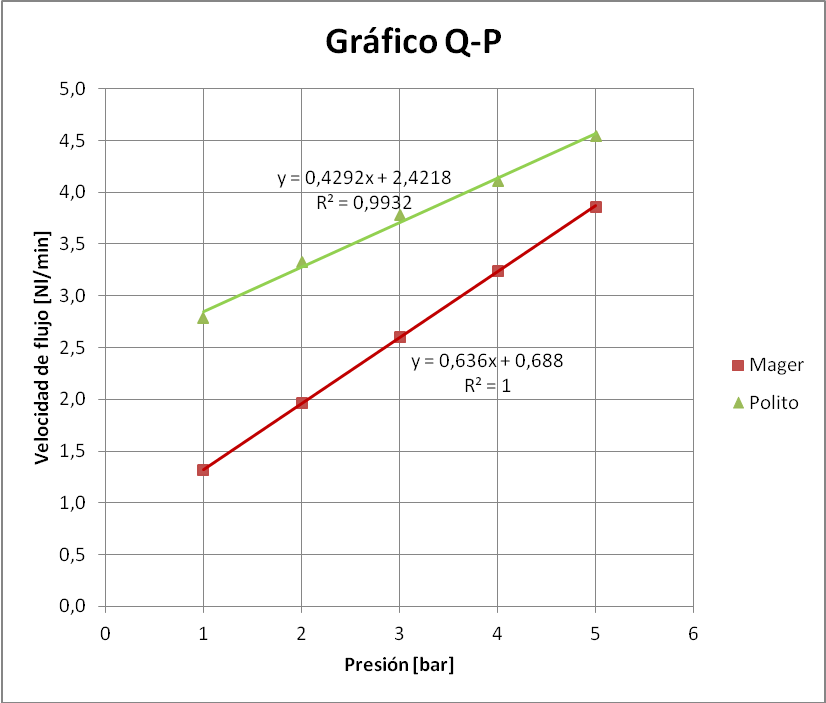 Gráfico Q-P
Velocidad de flujo [Nl/min]
5,0
4,5
4,0
3,5
3,0
2,5
2,0
1,5
1,0
0,5
0,0
y = 0,4292x + 2,4218
R² = 0,9932
y = 0,636x + 0,688
R² = 1
Mager
Polito
0 1 2 3 4 5 6
Presión [bar]